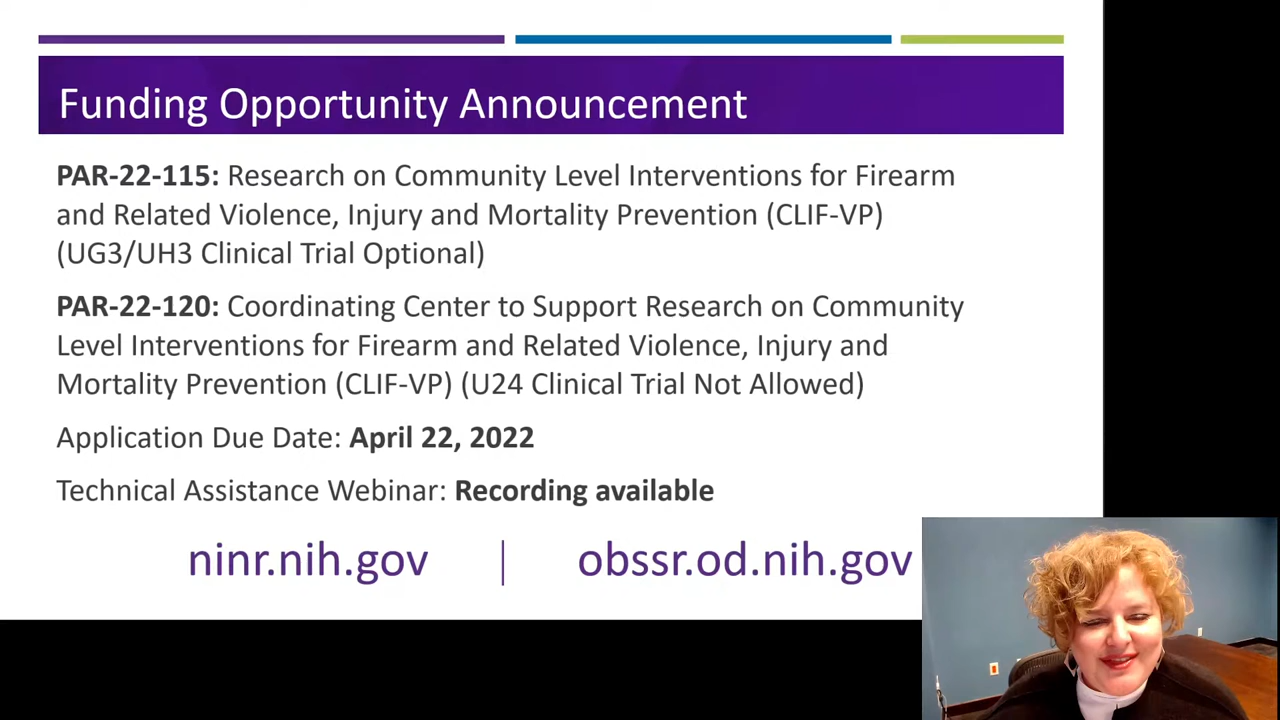 Funding Opportunity Announcement
PAR-22-115: Research on Community Level Interventions for Firearm
and Related Violence, Injury and Mortality Prevention (CLIF-VP)
(UG3/UH3 Clinical Trial Optional)
PAR-22-120: Coordinating Center to Support Research on Community
Level Interventions for Firearm and Related Violence, Injury and
Mortality Prevention (CLIF-VP) (U24 Clinical Trial Not Allowed)
Application Due Date: April 22, 2022
Technical Assistance Webinar: Recording available
ninr.nih.gov | obssr.od.nih.gov